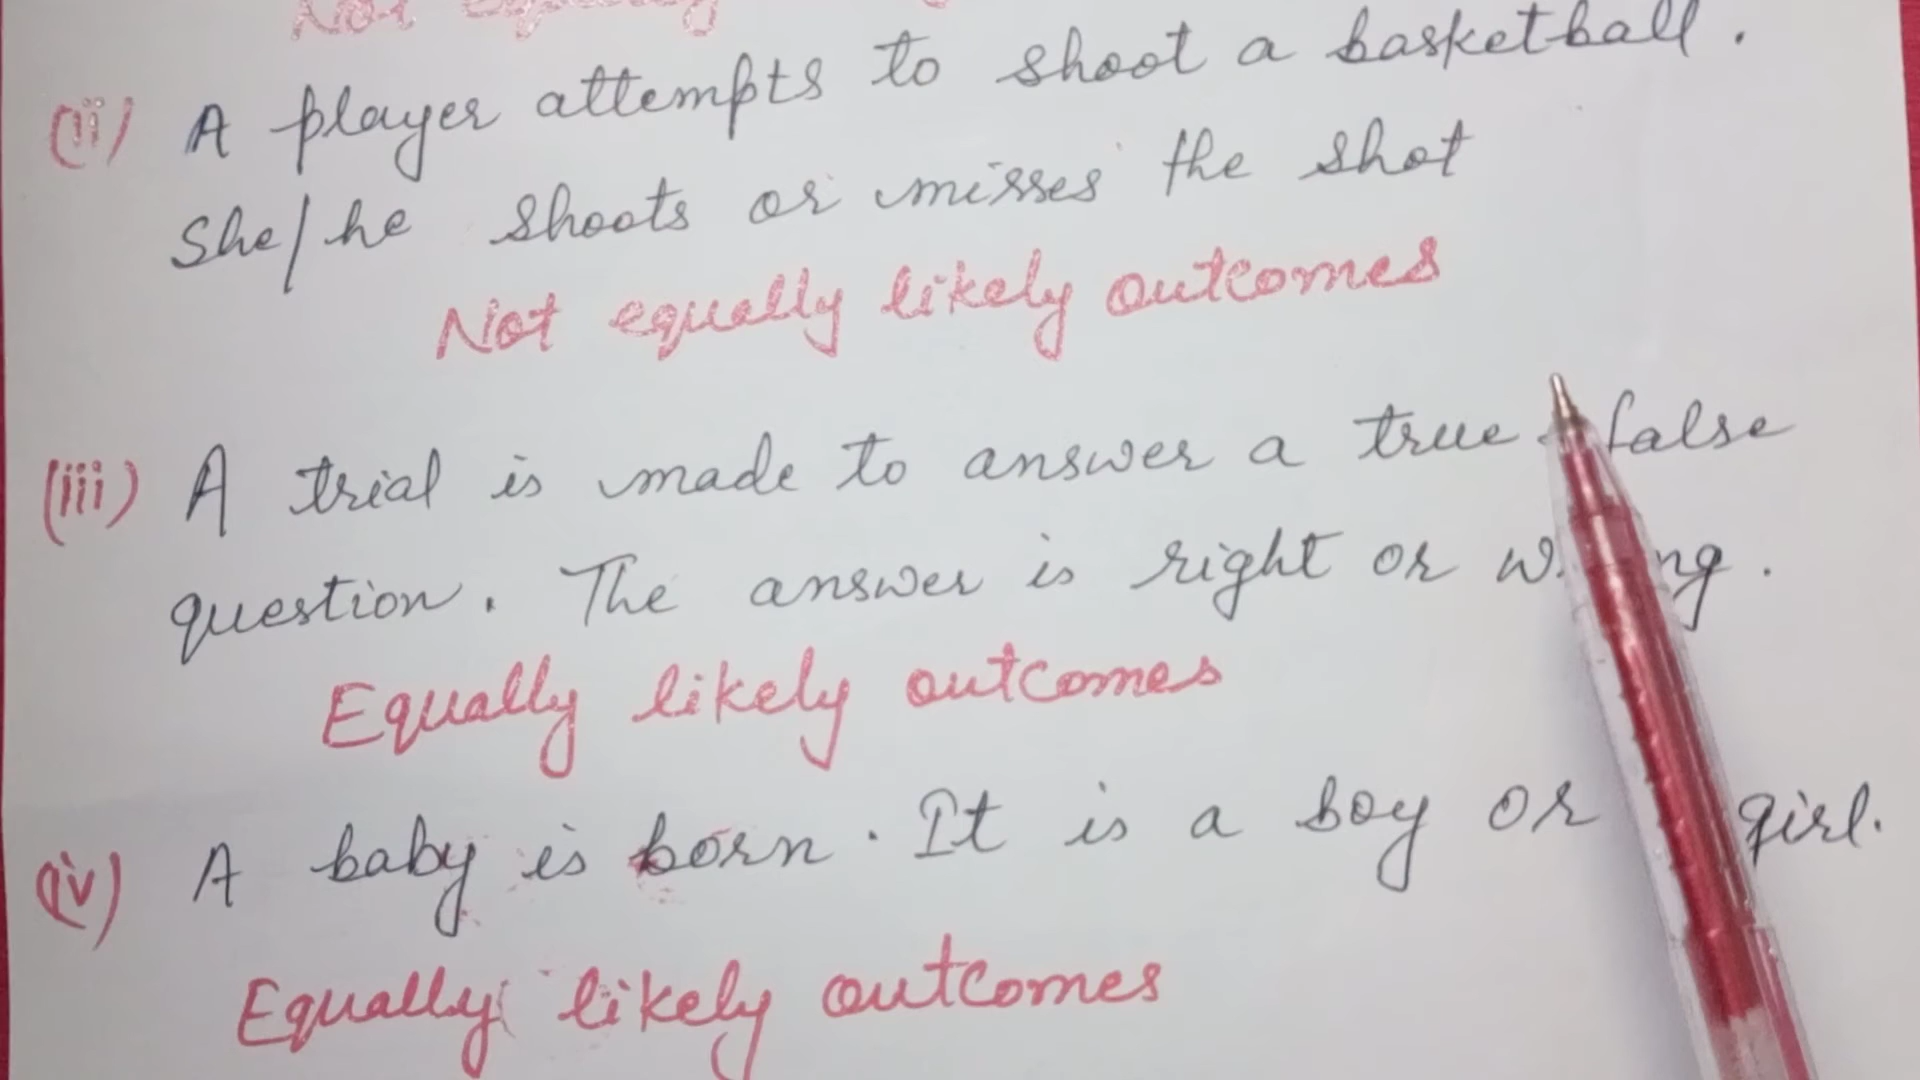 Not equally
(ii) A player attempts to shoot a basketball.
She/he shoots or misses the shot
Not equally likely outcomes
(iii) A trial is made to answer a true-false
question. The answer is right or
Equally likely outcomes
(iv) A baby is born. It is a boy or girl.
Equally likely outcomes